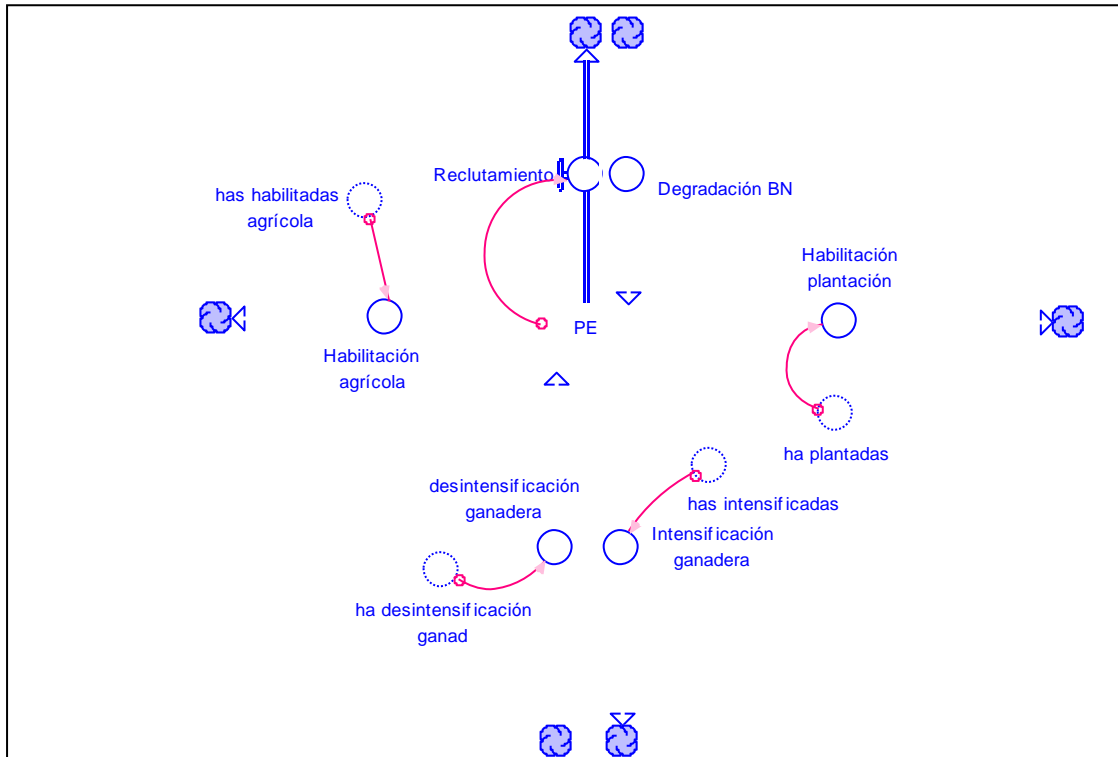 Reclutamiento
Degradación BN
has habilitadas
agrícola
Habilitación
plantación
PE
Habilitación
agrícola
ha plantadas
desintensificación
ganadera
has intensificadas
Intensificación
ganadera
ha desintensificación
ganad